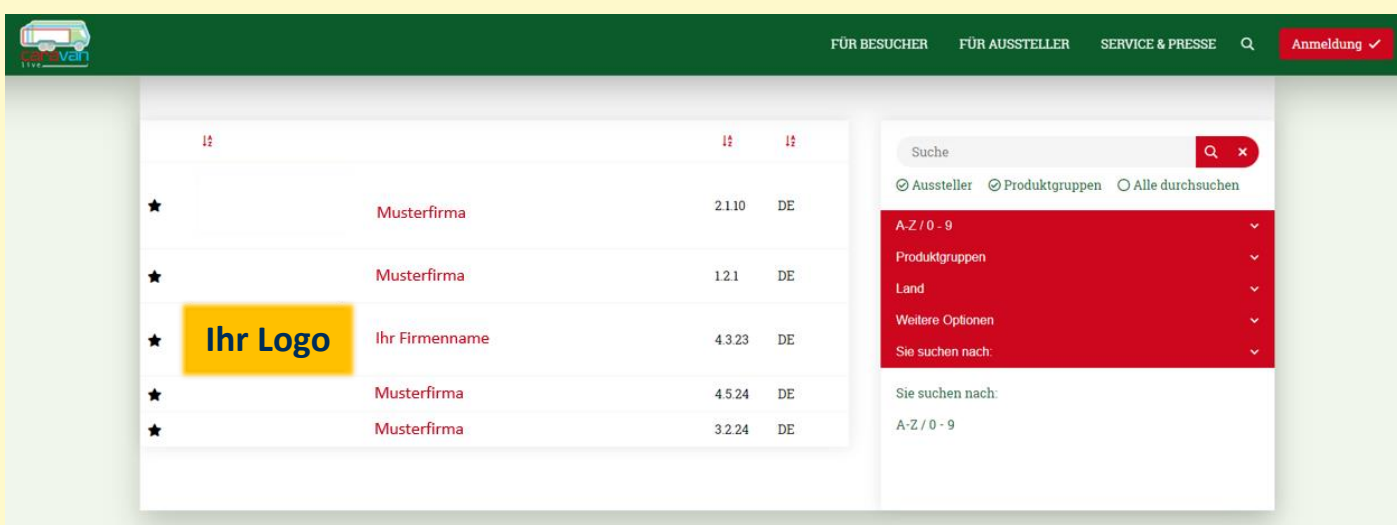 caravan
live
FÜR BESUCHER FÜR AUSSTELLER SERVICE & PRESSE Anmeldung ✓
Suche
Aussteller Produktgruppen Alle durchsuchen
Musterfirma 2.1.10 DE
Musterfirma 1.2.1 DE
Ihr Logo Ihr Firmenname 4.3.23 DE
Musterfirma 4.5.24 DE
Musterfirma 3.2.24 DE
A-Z / 0 - 9
Produktgruppen
Land
Weitere Optionen
Sie suchen nach:
Sie suchen nach:
A-Z / 0 - 9